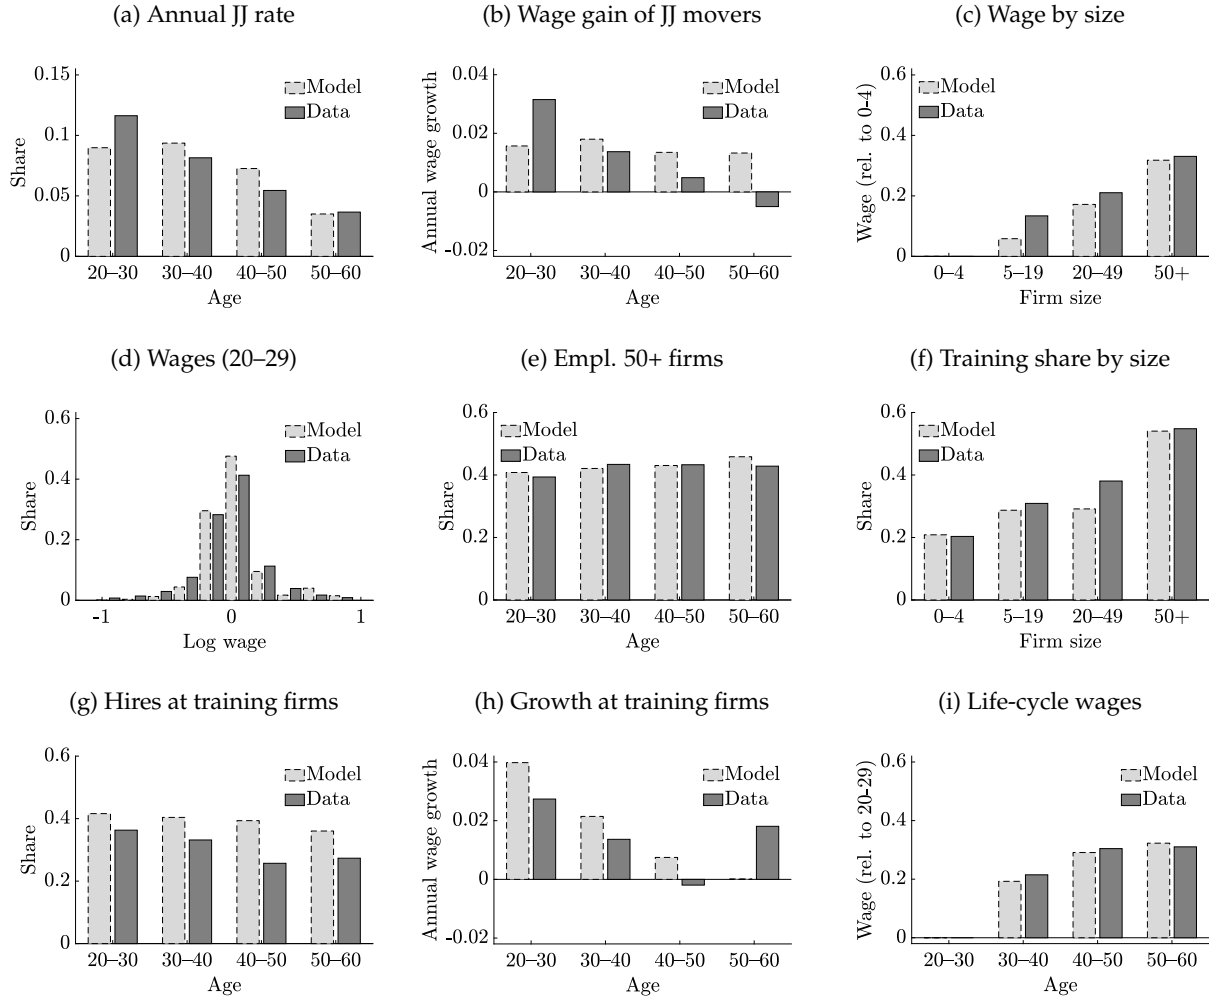 (a) Annual JJ rate
Share
0.15
0.1
0.05
0
Model
Data
20–30 30–40 40–50 50–60
Age
(b) Wage gain of JJ movers
Annual wage growth
0.04
0.02
0
-0.02
Model
Data
20–30 30–40 40–50 50–60
Age
(c) Wage by size
Wage (rel. to 0-4)
0.6
0.4
0.2
0
Model
Data
0–4 5–19 20–49 50+
Firm size
(d) Wages (20–29)
Share
0.6
0.4
0.2
0
Model
Data
-1 0 1
Log wage
(e) Empl. 50+ firms
Share
0.6
0.4
0.2
0
Model
Data
20–30 30–40 40–50 50–60
Age
(f) Training share by size
Share
0.6
0.4
0.2
0
Model
Data
0–4 5–19 20–49 50+
Firm size
(g) Hires at training firms
Share
0.6
0.4
0.2
0
Model
Data
20–30 30–40 40–50 50–60
Age
(h) Growth at training firms
Annual wage growth
0.04
0.02
0
-0.02
Model
Data
20–30 30–40 40–50 50–60
Age
(i) Life-cycle wages
Wage (rel. to 20-29)
0.6
0.4
0.2
0
Model
Data
20–30 30–40 40–50 50–60
Age